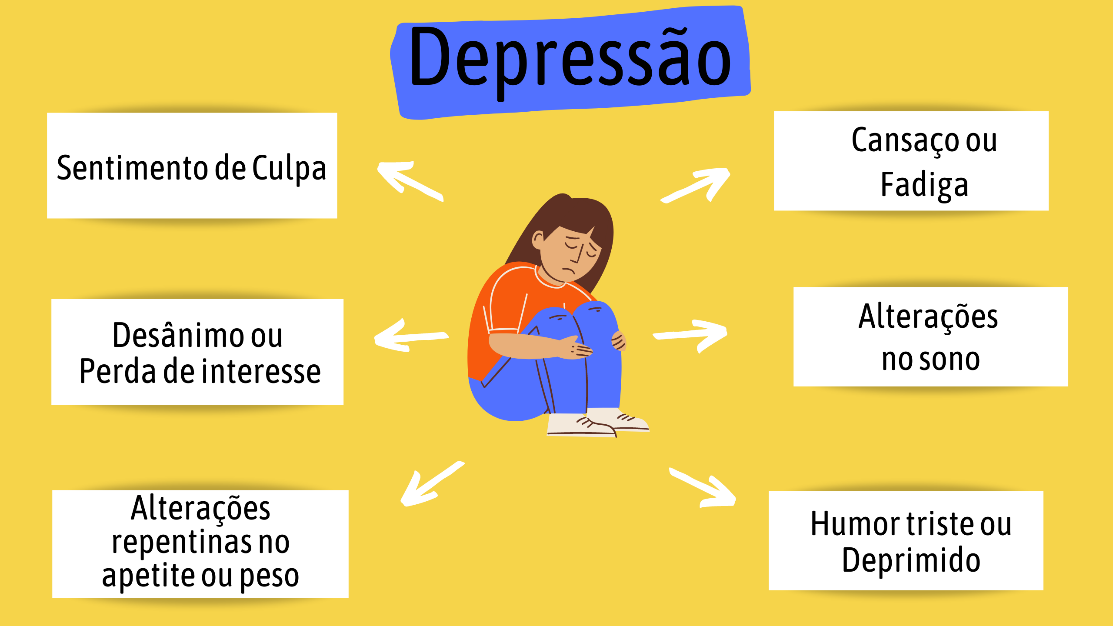 Depressão
Sentimento de Culpa
Cansaço ou
Fadiga
Desânimo ou
Perda de interesse
Alterações
no sono
Alterações
repentinas no
apetite ou peso
Humor triste ou
Deprimido